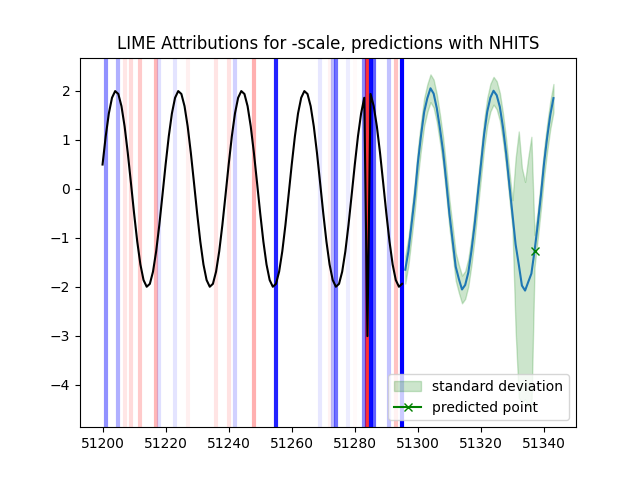 LIME Attributions for -scale, predictions with NHITS
2
1
0
−1
−2
−3
−4
standard deviation
predicted point
51200 51220 51240 51260 51280 51300 51320 51340